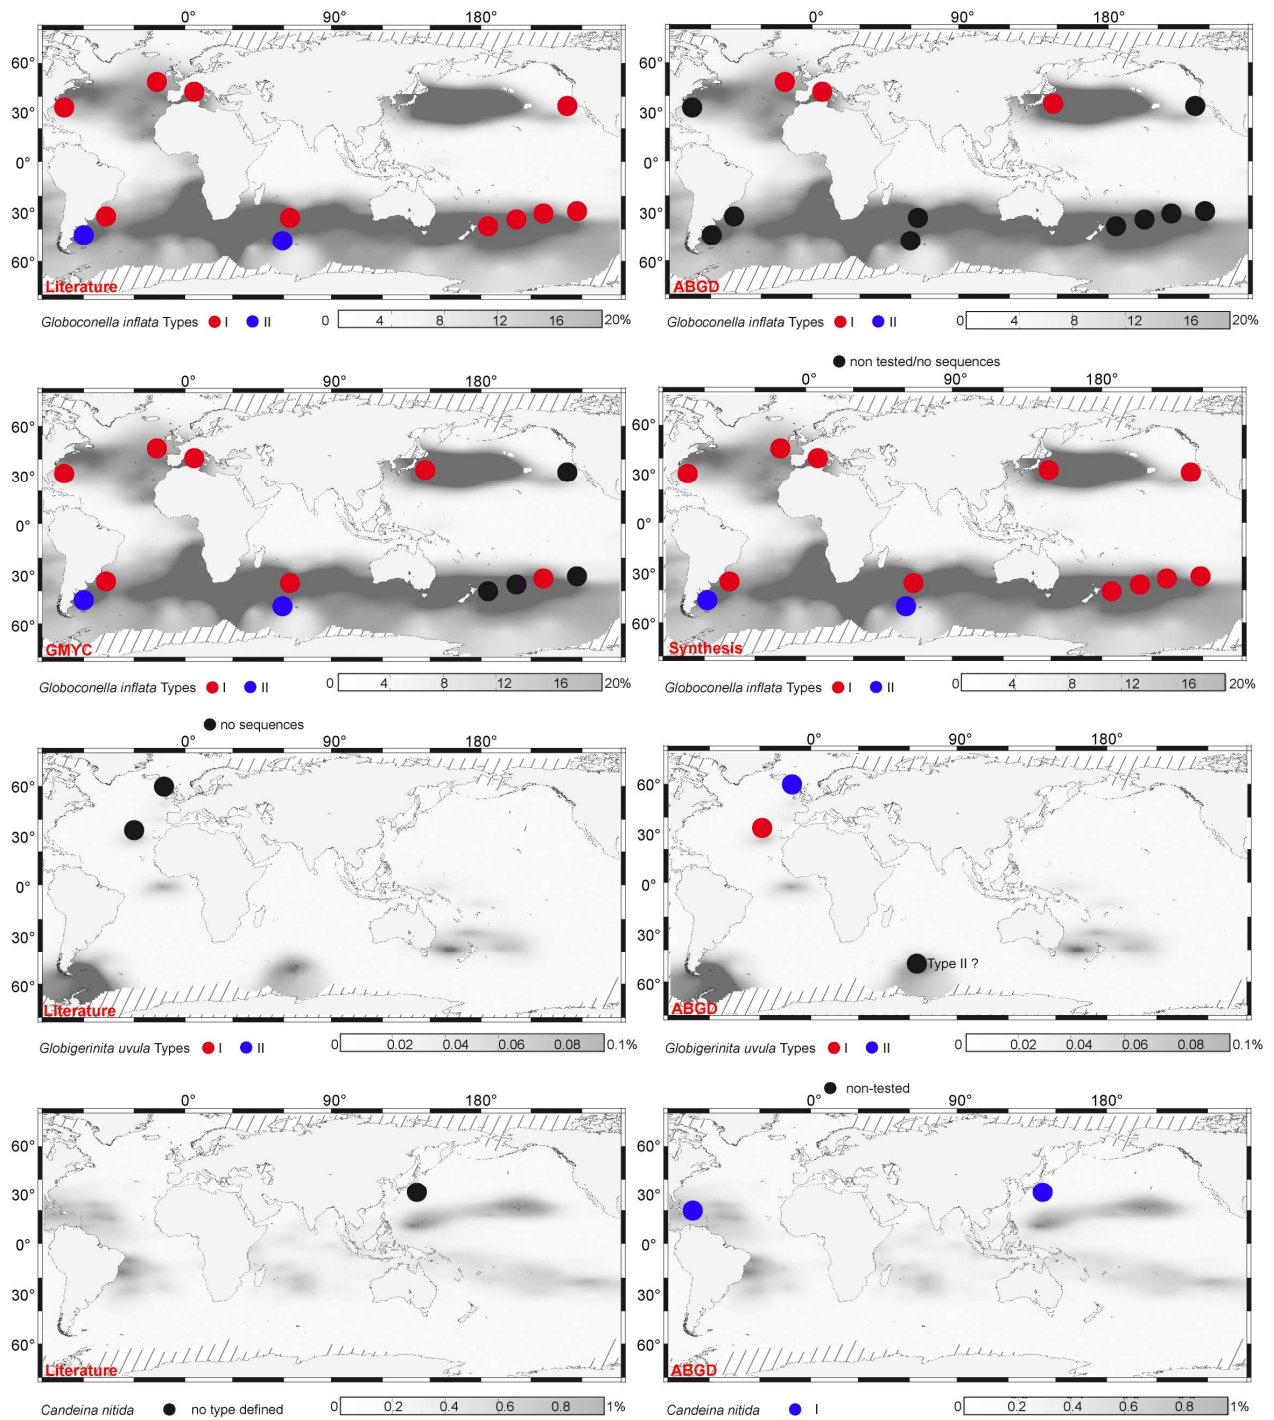 0° 90° 180° 0° 90° 180°
60° 60°
30° 30°
0° 0°
30° 30°
60° 60°
Literature ABGD
Globoconella inflata Types I II 0 4 8 12 16 20% Globoconella inflata Types I II 0 4 8 12 16 20%
non tested/no sequences
0° 90° 180° 0° 90° 180°
60° 60°
30° 30°
0° 0°
30° 30°
60° 60°
GMYC Synthesis
Globoconella inflata Types I II 0 4 8 12 16 20% Globoconella inflata Types I II 0 4 8 12 16 20%
no sequences
0° 90° 180° 0° 90° 180°
60° 60°
30° 30°
0° 0°
30° 30°
Type II ?
60° 60°
Literature ABGD
Globigerinita uvula Types I II 0 0.02 0.04 0.06 0.08 0.1% Globigerinita uvula Types I II 0 0.02 0.04 0.06 0.08 0.1%
non-tested
0° 90° 180° 0° 90° 180°
60° 60°
30° 30°
0° 0°
30° 30°
60° 60°
Literature ABGD
Candeina nitida no type defined 0 0.2 0.4 0.6 0.8 1% Candeina nitida I 0 0.2 0.4 0.6 0.8 1%